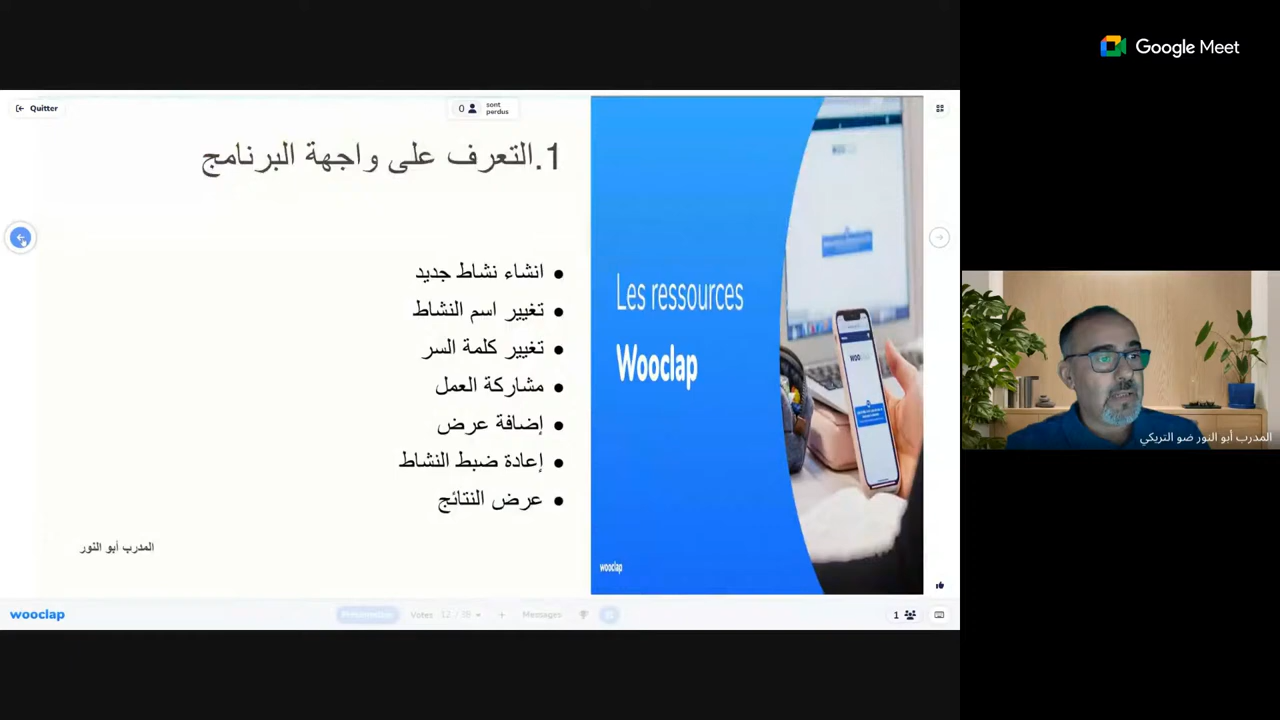 Google Meet
Quitter
0 sont perdus
1.التعرف على واجهة البرنامج
انشاء نشاط جديد
تغيير اسم النشاط
تغيير كلمة السر
مشاركة العمل
إضافة عرض
إعادة ضبط النشاط
عرض النتائج
المدرب أبو النور
Les ressources
Wooclap
wooclap
المدرب أبو النور ضو التريكي
wooclap
Votes
Messages
1